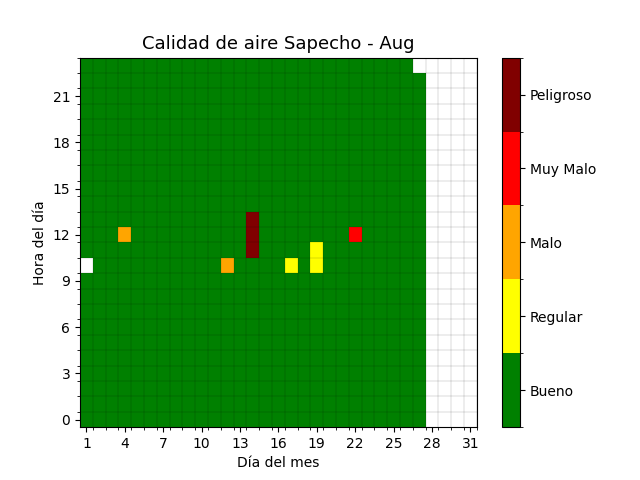 Calidad de aire Sapecho - Aug
21
18
15
12
9
6
3
0
Hora del día
1 4 7 10 13 16 19 22 25 28 31
Día del mes
Peligroso
Muy Malo
Malo
Regular
Bueno